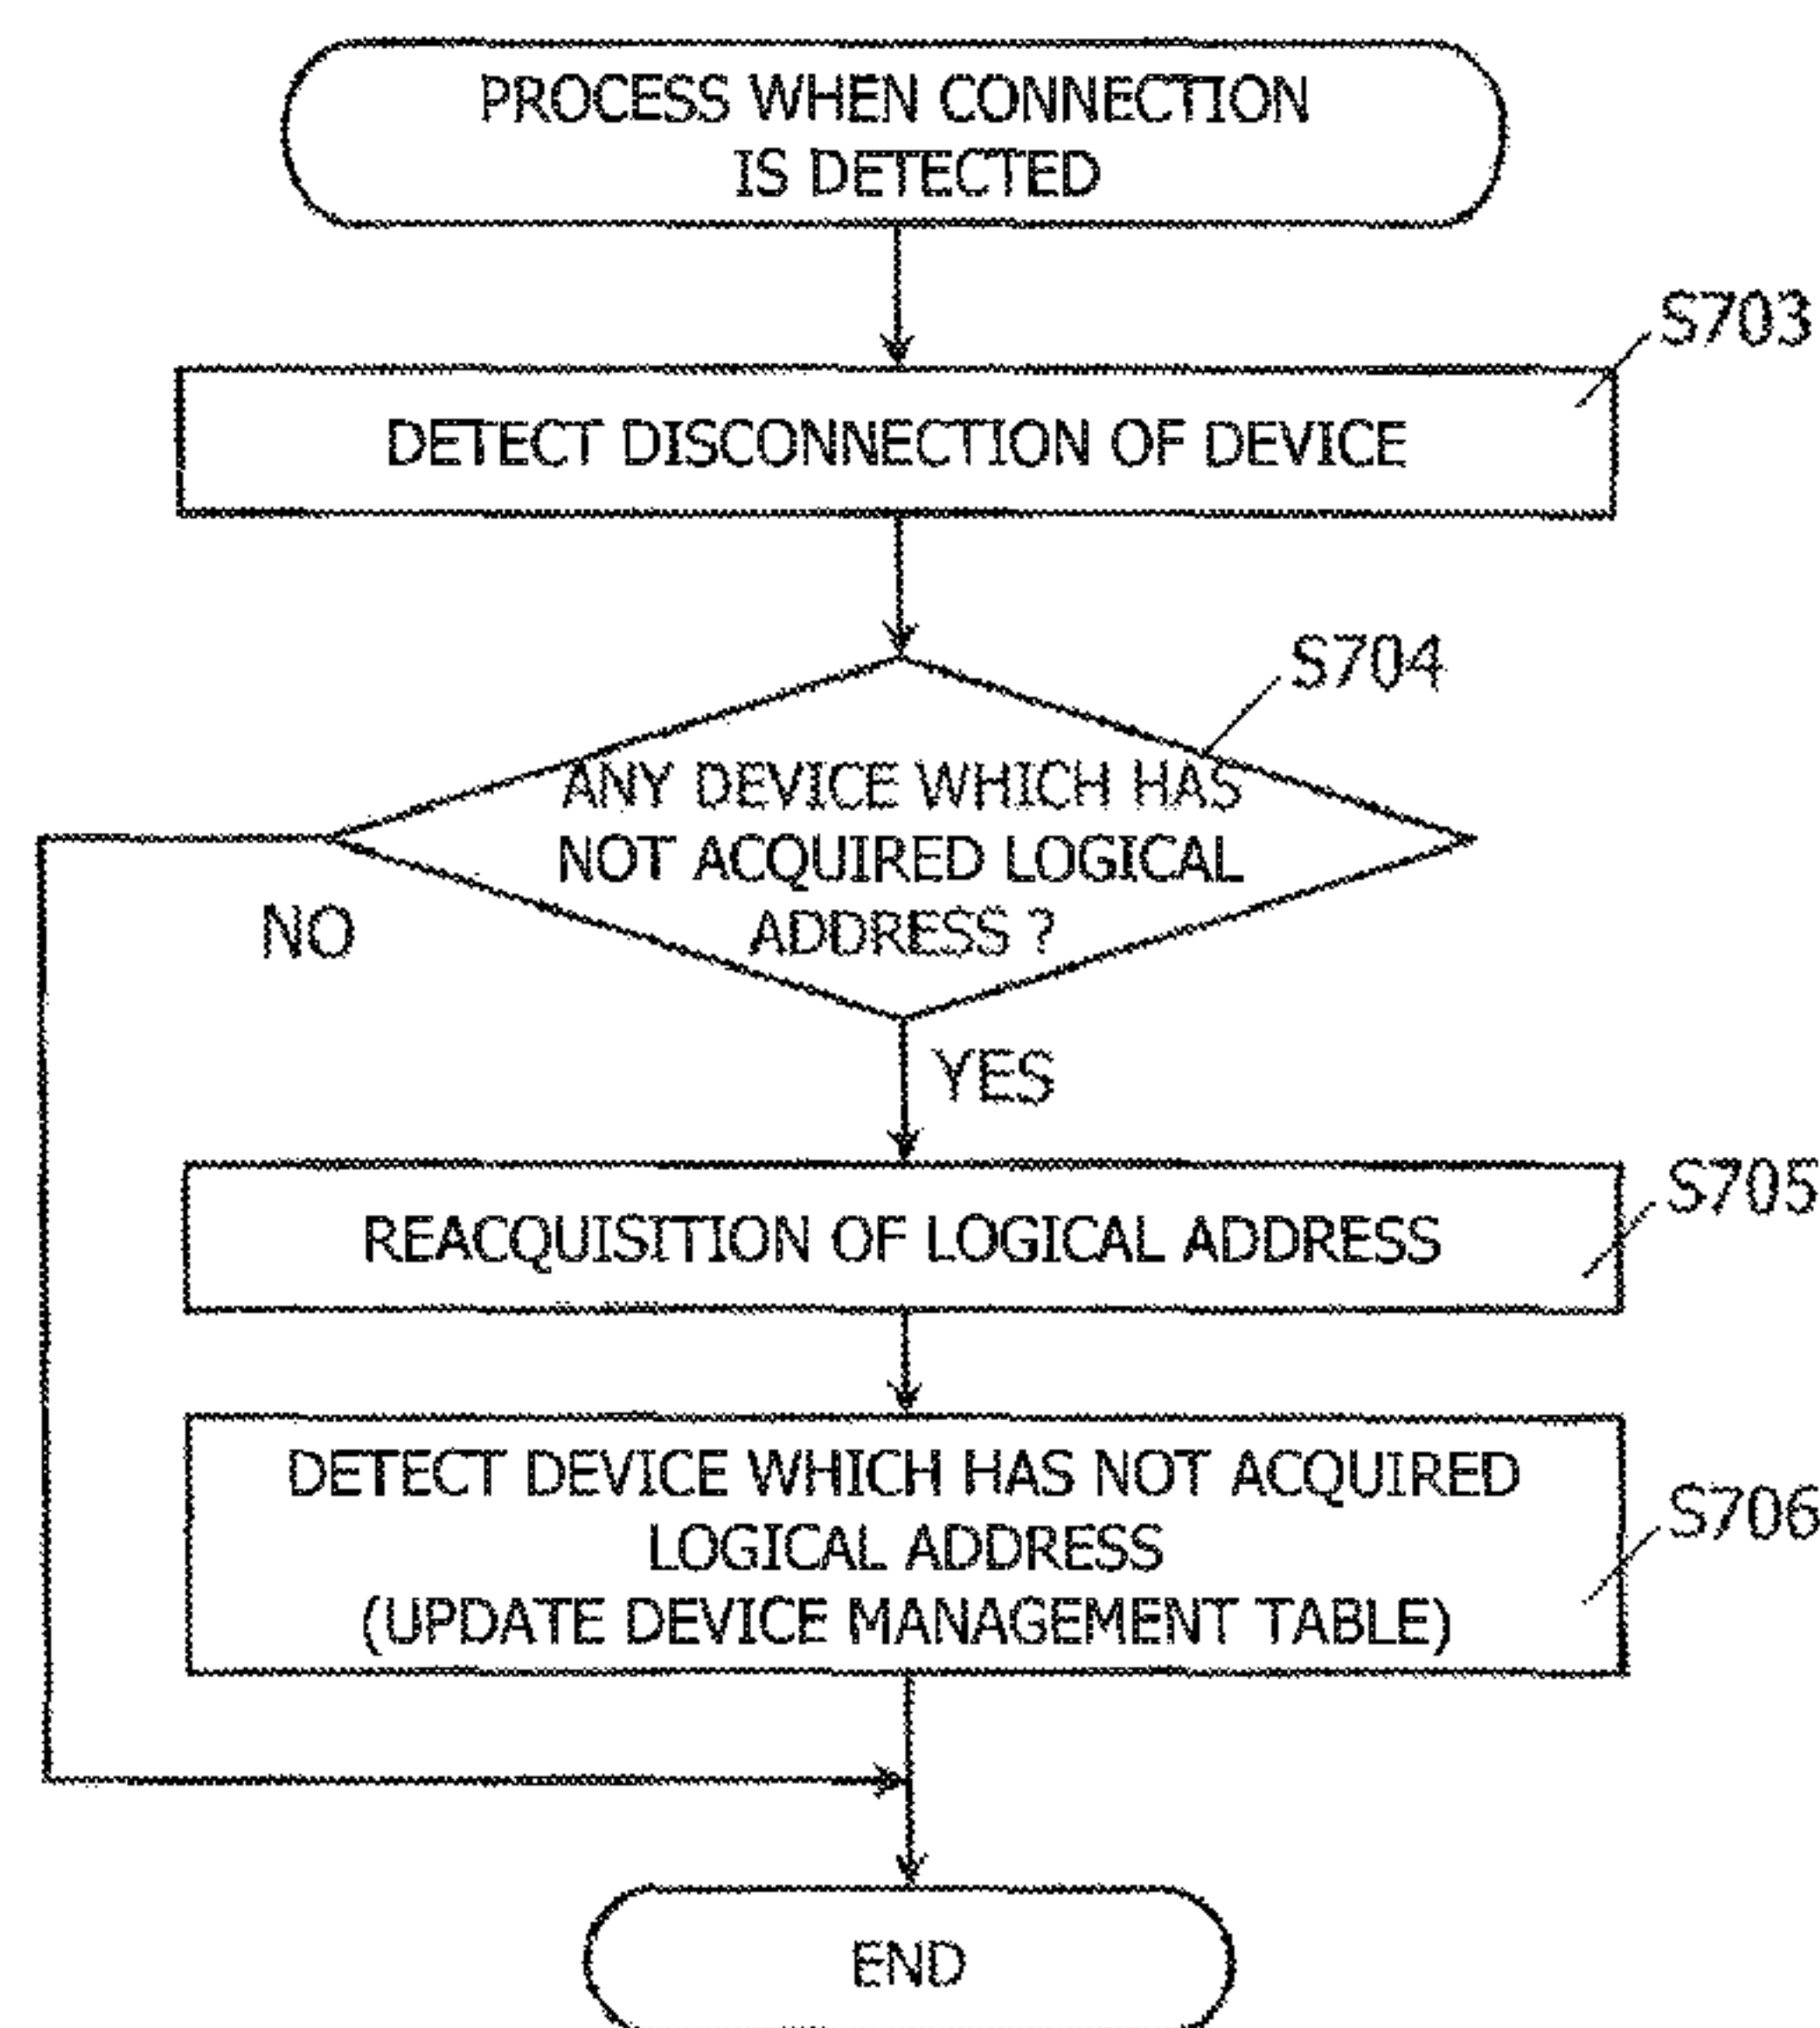 PROCESS WHEN CONNECTION
IS DETECTED
S703
DETECT DISCONNECTION OF DEVICE
S704
ANY DEVICE WHICH HAS
NOT ACQUIRED LOGICAL
ADDRESS ?
NO
YES
S705
REACQUISITION OF LOGICAL ADDRESS
DETECT DEVICE WHICH HAS NOT ACQUIRED
LOGICAL ADDRESS
(UPDATE DEVICE MANAGEMENT TABLE)
S706
END